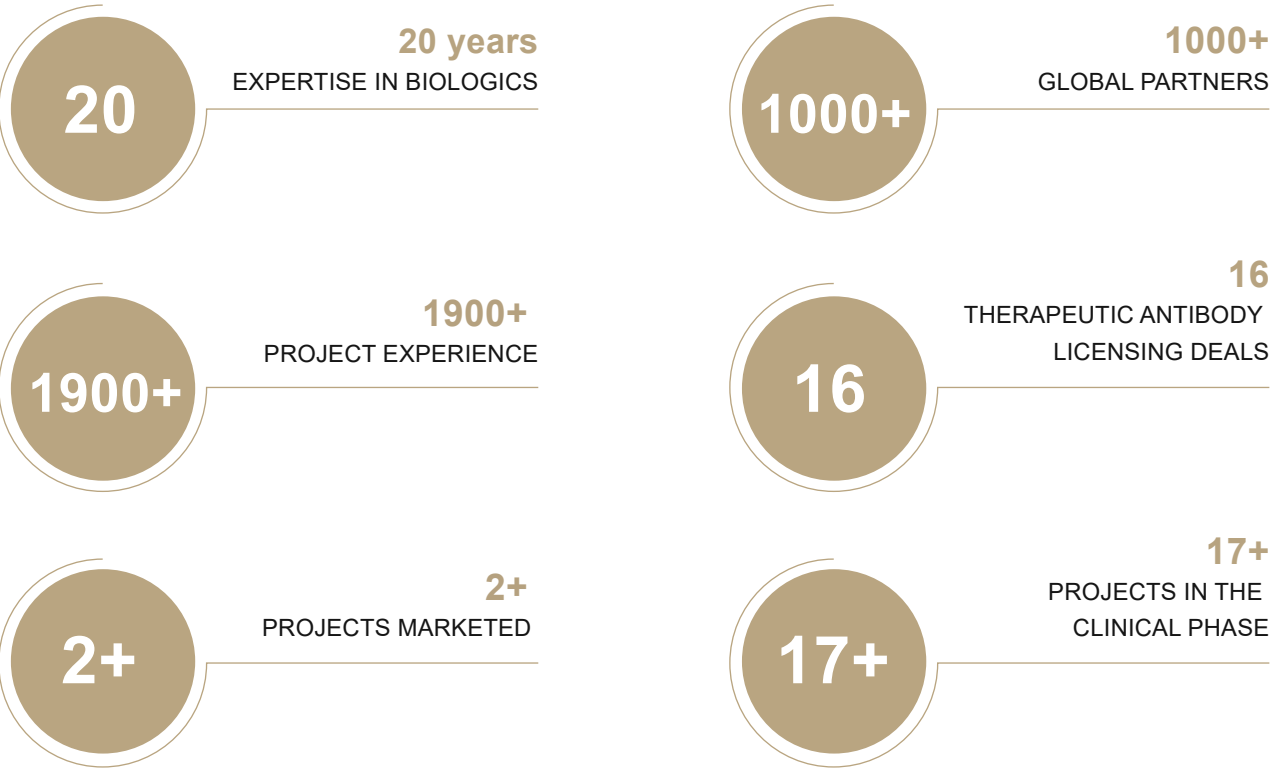 20
20 years
EXPERTISE IN BIOLOGICS
1000+
1000+
GLOBAL PARTNERS
1900+
1900+
PROJECT EXPERIENCE
16
16
THERAPEUTIC ANTIBODY
LICENSING DEALS
2+
2+
PROJECTS MARKETED
17+
17+
PROJECTS IN THE
CLINICAL PHASE